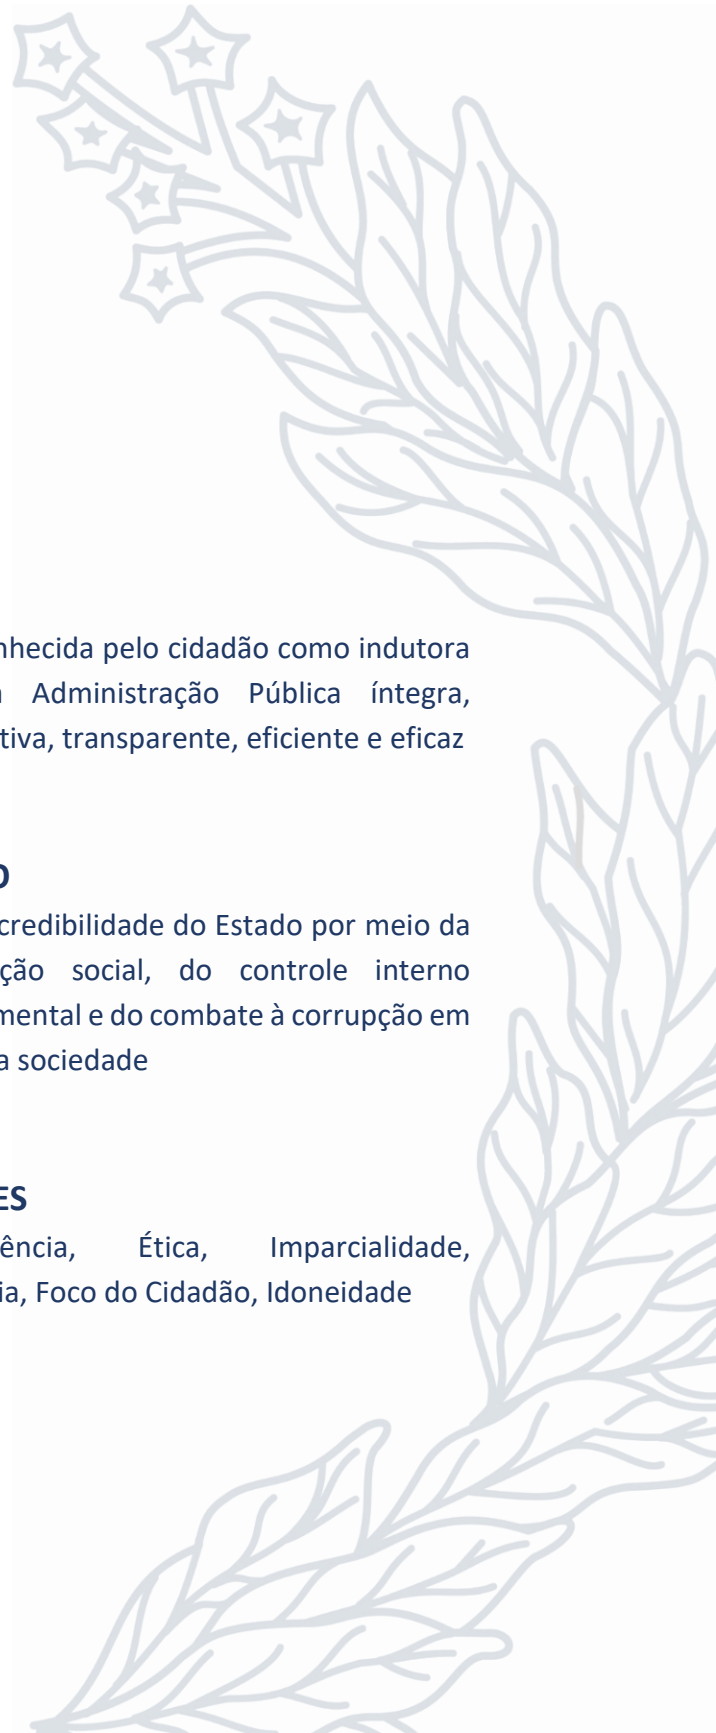 nhecida pelo cidadão como indutora
Administração Pública íntegra,
tiva, transparente, eficiente e eficaz
O
credibilidade do Estado por meio da
ção social, do controle interno
mental e do combate à corrupção em
a sociedade
ES
ência, Ética, Imparcialidade,
ia, Foco do Cidadão, Idoneidade